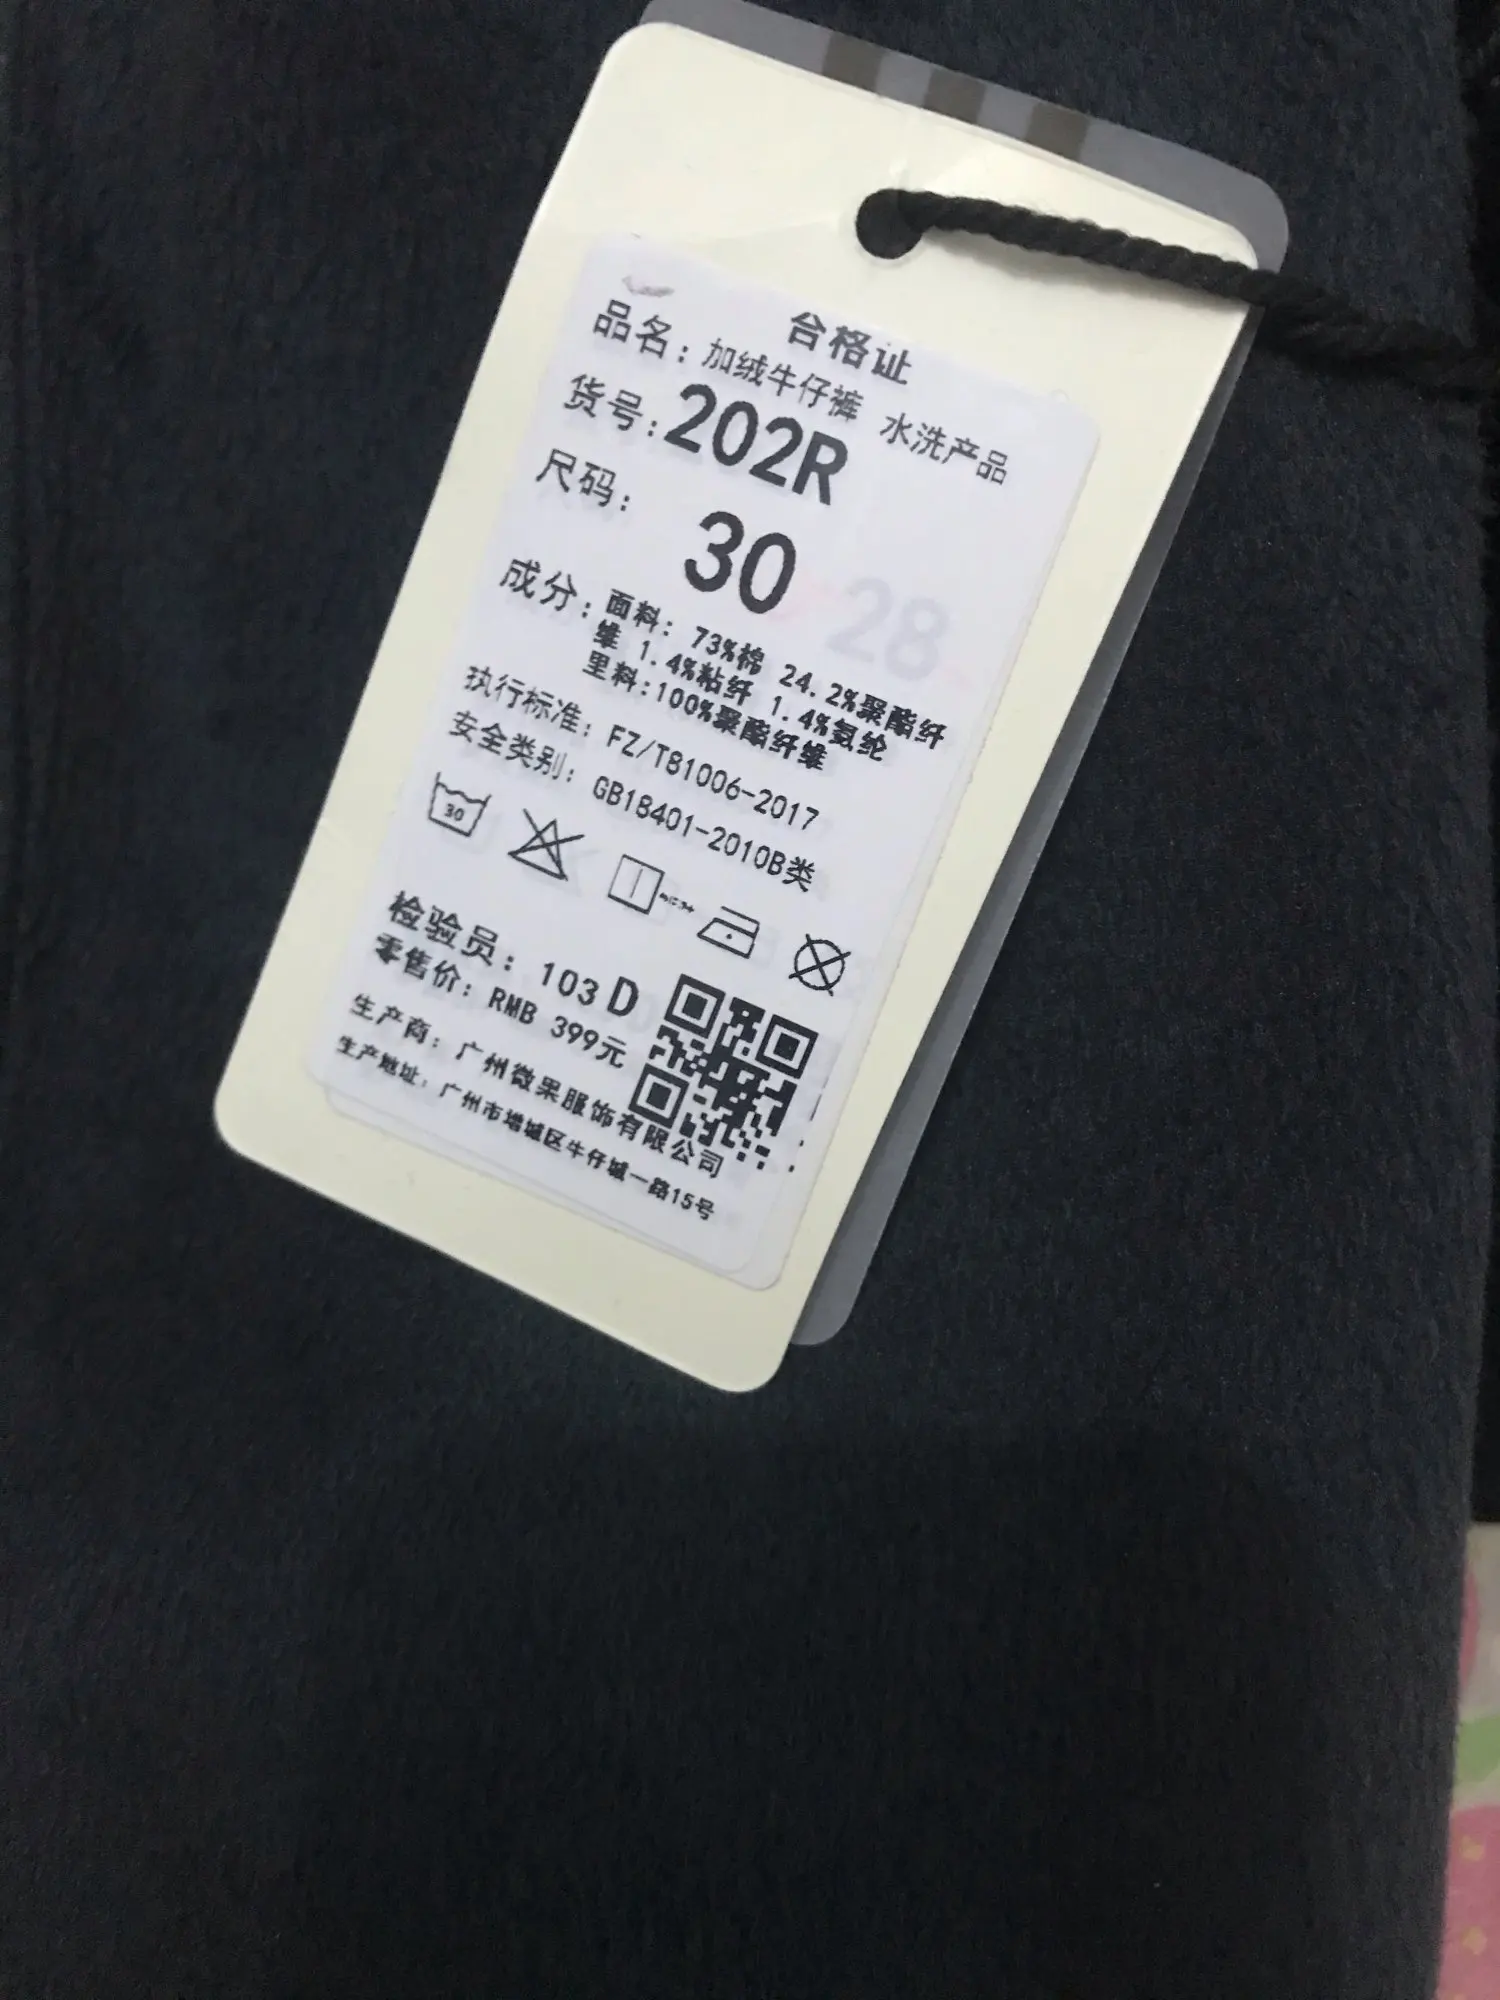 合格证
品名：加绒牛仔裤 水洗产品
货号：202R
尺码： 30 28
成分：面料：73%棉 24.2%聚酯纤
维 1.4%粘纤 1.4%氨纶
里料:100%聚酯纤维
执行标准：FZ/T81006-2017
安全类别：GB18401-2010B类
30
检验员：103 D
零售价：RMB 399元
生产商：广州微果服饰有限公司
生产地址：广州市增城区牛仔城一路15号